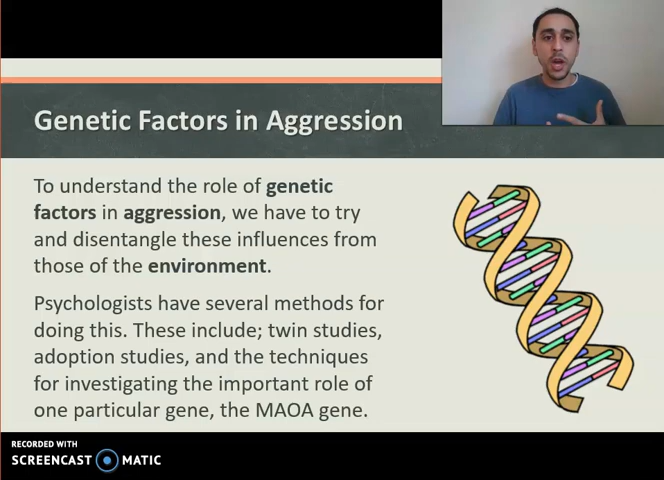 Genetic Factors in Aggression
To understand the role of genetic
factors in aggression, we have to try
and disentangle these influences from
those of the environment.
Psychologists have several methods for
doing this. These include; twin studies,
adoption studies, and the techniques
for investigating the important role of
one particular gene, the MAOA gene.
RECORDED WITH
SCREENCAST MATIC